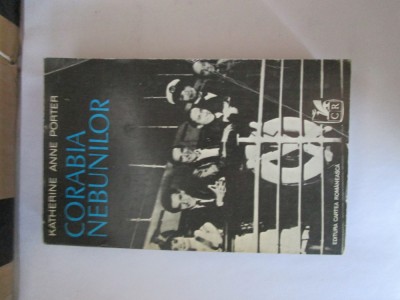 KATHERINE ANNE PORTER
CORABIA
NEBUNILOR
CR
EDITURA CARTEA ROMÂNEASCĂ